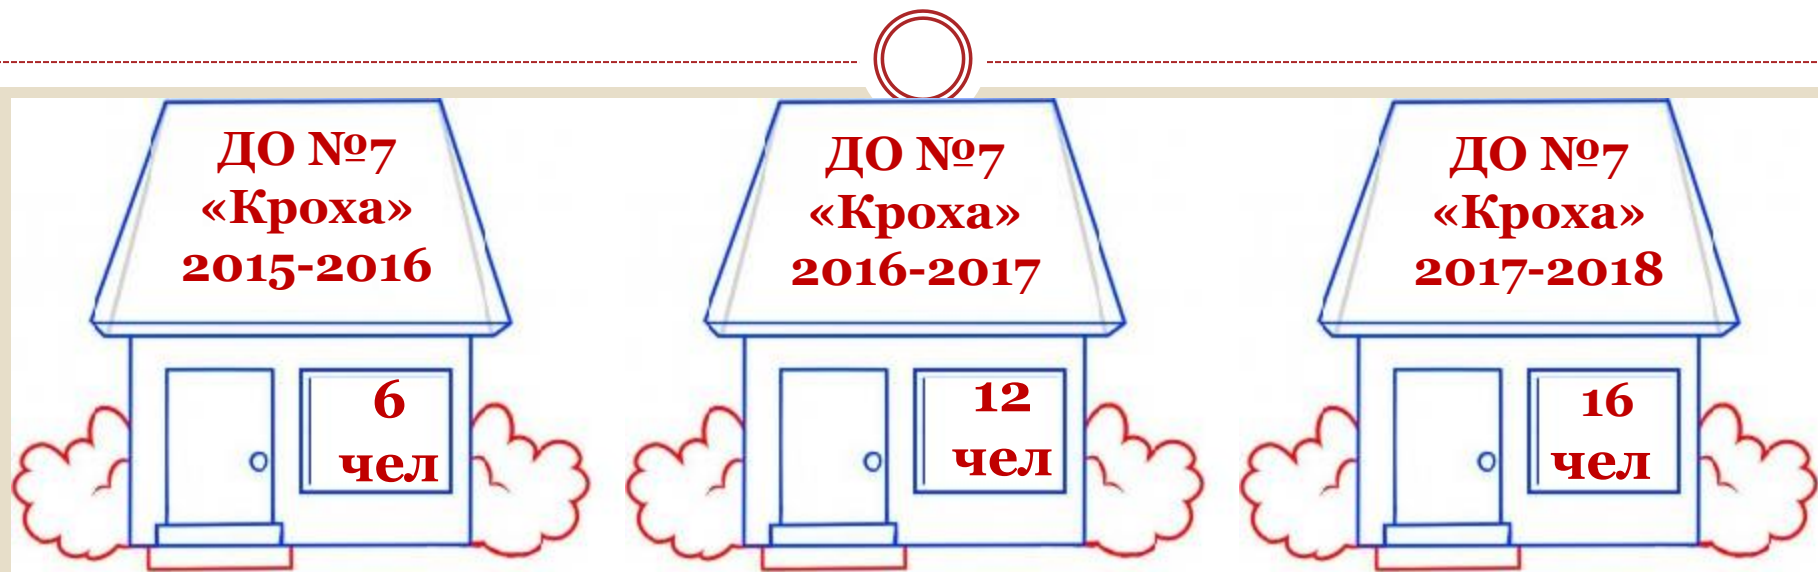 ДО №7
«Кроха»
2015-2016
6
чел
ДО №7
«Кроха»
2016-2017
12
чел
ДО №7
«Кроха»
2017-2018
16
чел